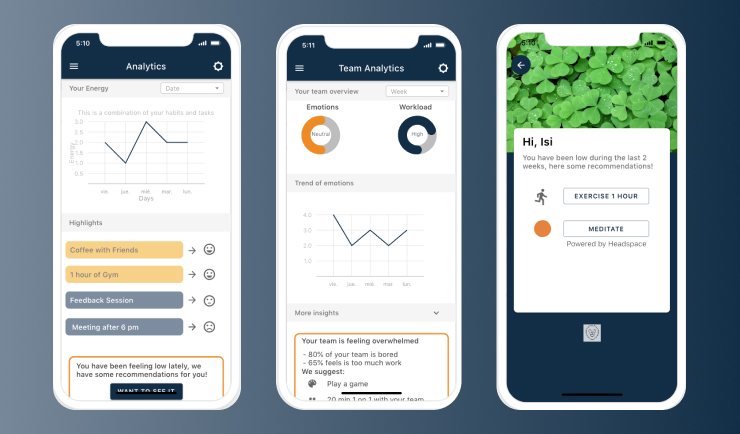 5:10
Analytics
Your Energy
Date
This is a combination of your habits and tasks
3.0
2.5
2.0
1.5
1.0
0.5
Energy
vie.
jue.
mié.
mar.
lun.
Days
Highlights
Coffee with Friends
1 hour of Gym
Feedback Session
Meeting after 6 pm
You have been feeling low lately, we
have some recommendations for you!
WANT TO SEE IT
5:11
Team Analytics
Your team overview
Week
Emotions
Workload
Neutral
High
Trend of emotions
4.0
3.0
2.0
1.0
vie.
jue.
mié.
mar.
lun.
More insights
Your team is feeling overwhelmed
- 80% of your team is bored
- 65% feels is too much work
We suggest:
Play a game
20 min 1 on 1 with your team
5:10
Hi, Isi
You have been low during the last 2
weeks, here some recommendations!
EXERCISE 1 HOUR
MEDITATE
Powered by Headspace